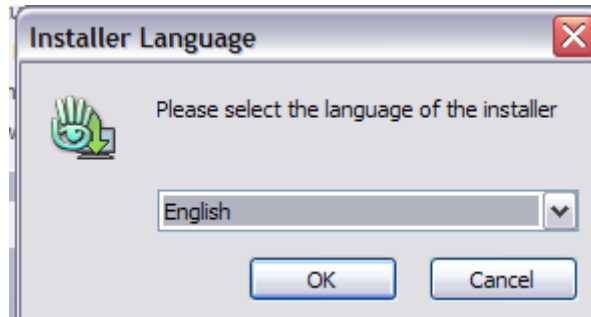 Installer Language
Please select the language of the installer
English
OK
Cancel